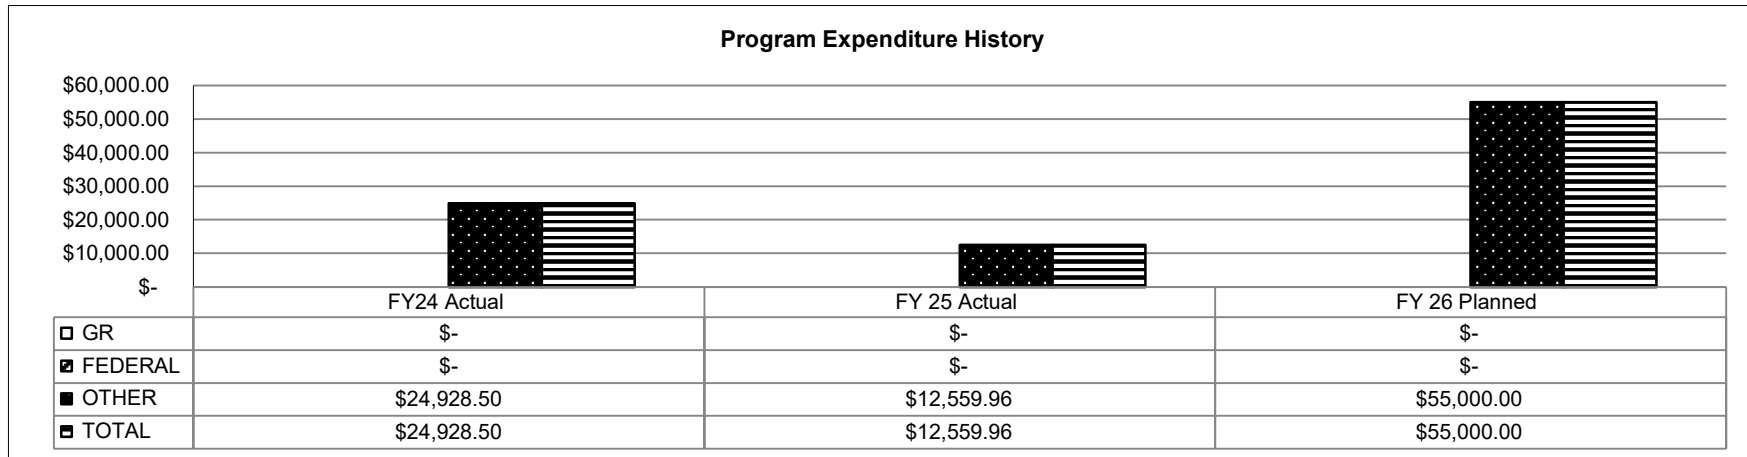 Program Expenditure History
$60,000.00
$50,000.00
$40,000.00
$30,000.00
$20,000.00
$10,000.00
$-
FY24 Actual FY 25 Actual FY 26 Planned
GR $- $- $-
FEDERAL $- $- $-
OTHER $24,928.50 $12,559.96 $55,000.00
TOTAL $24,928.50 $12,559.96 $55,000.00